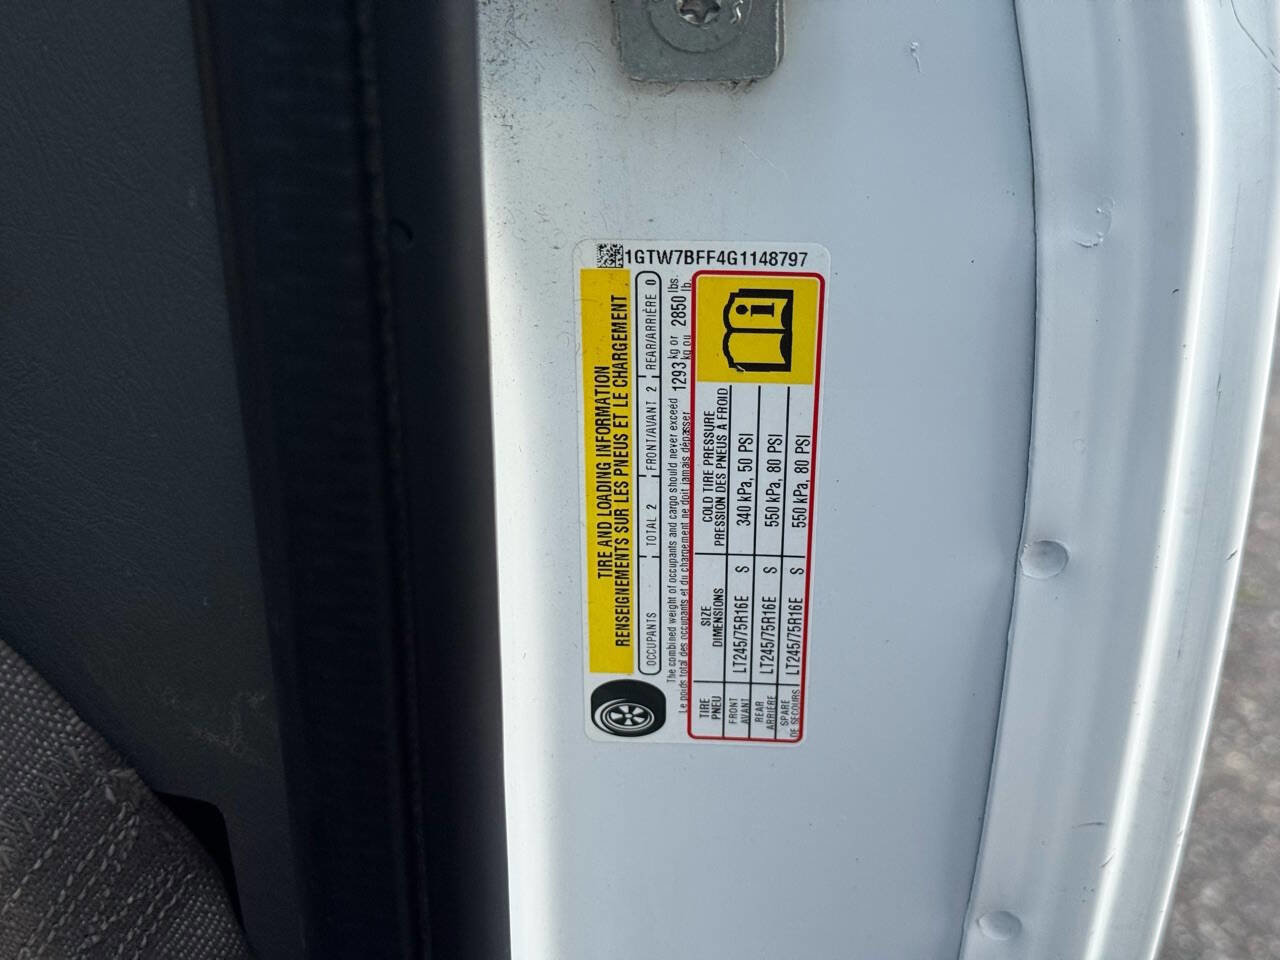 1GTW7BFF4G1148797
TIRE AND LOADING INFORMATION
RENSEIGNEMENTS SUR LES PNEUS ET LE CHARGEMENT
OCCUPANTS TOTAL 2 FRONT/AVANT 2 REAR/ARRIÈRE 0
The combined weight of occupants and cargo should never exceed 1293 kg or 2850 lbs.
Le poids total des occupants et du chargement ne doit jamais dépasser kg ou lb.
TIRE SIZE COLD TIRE PRESSURE
PNEU DIMENSIONS PRESSION DES PNEUS A FROID
FRONT
AVANT LT245/75R16E S 340 kPa, 50 PSI
REAR
ARRIÈRE LT245/75R16E S 550 kPa, 80 PSI
SPARE
DE SECOURS LT245/75R16E S 550 kPa, 80 PSI
i